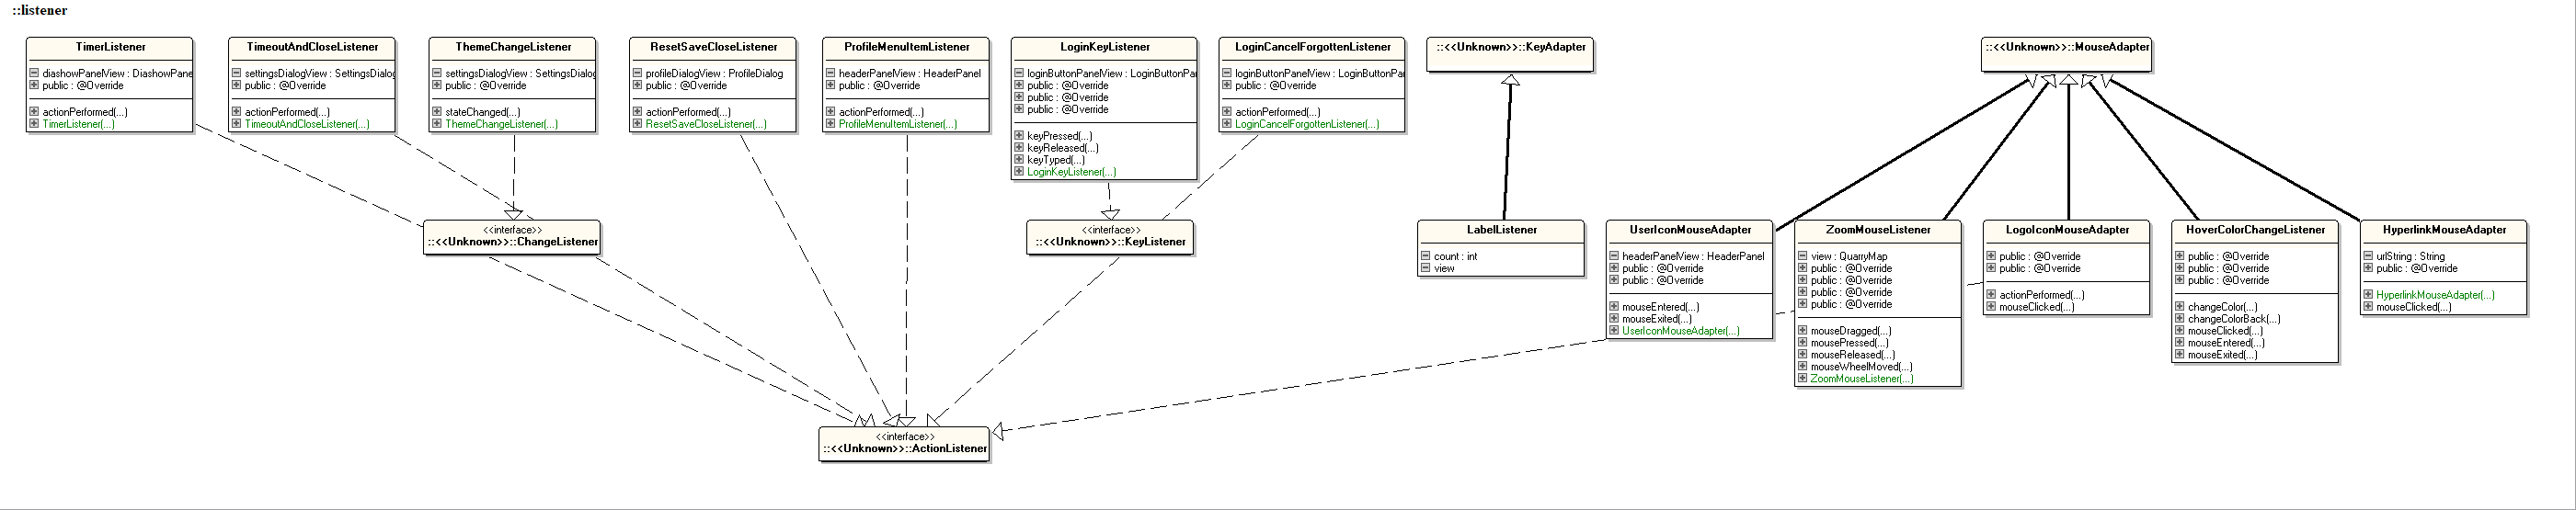 ::listener
TimerListener
diashowPanelView : DiashowPane
public : @Override
actionPerformed(...)
TimerListener(...)
TimeoutAndCloseListener
settingsDialogView : SettingsDialog
public : @Override
actionPerformed(...)
TimeoutAndCloseListener(...)
ThemeChangeListener
settingsDialogView : SettingsDialog
public : @Override
stateChanged(...)
ThemeChangeListener(...)
ResetSaveCloseListener
profileDialogView : ProfileDialog
public : @Override
actionPerformed(...)
ResetSaveCloseListener(...)
ProfileMenuItemListener
headerPanelView : HeaderPanel
public : @Override
actionPerformed(...)
ProfileMenuItemListener(...)
LoginKeyListener
loginButtonPanelView : LoginButtonPa
public : @Override
public : @Override
public : @Override
keyPressed(...)
keyReleased(...)
keyTyped(...)
LoginKeyListener(...)
LoginCancelForgottenListener
loginButtonPanelView : LoginButtonPa
public : @Override
actionPerformed(...)
LoginCancelForgottenListener(...)
::<<Unknown>>::KeyAdapter
::<<Unknown>>::MouseAdapter
<<interface>>
::<<Unknown>>::ChangeListener
<<interface>>
::<<Unknown>>::KeyListener
LabelListener
count : int
view
UserIconMouseAdapter
headerPanelView : HeaderPanel
public : @Override
public : @Override
mouseEntered(...)
mouseExited(...)
UserIconMouseAdapter(...)
ZoomMouseListener
view : QuarryMap
public : @Override
public : @Override
public : @Override
public : @Override
mouseDragged(...)
mousePressed(...)
mouseReleased(...)
mouseWheelMoved(...)
ZoomMouseListener(...)
LogoIconMouseAdapter
public : @Override
public : @Override
actionPerformed(...)
mouseClicked(...)
HoverColorChangeListener
public : @Override
public : @Override
public : @Override
changeColor(...)
changeColorBack(...)
mouseClicked(...)
mouseEntered(...)
mouseExited(...)
HyperlinkMouseAdapter
urlString : String
public : @Override
HyperlinkMouseAdapter(...)
mouseClicked(...)
<<interface>>
::<<Unknown>>::ActionListener